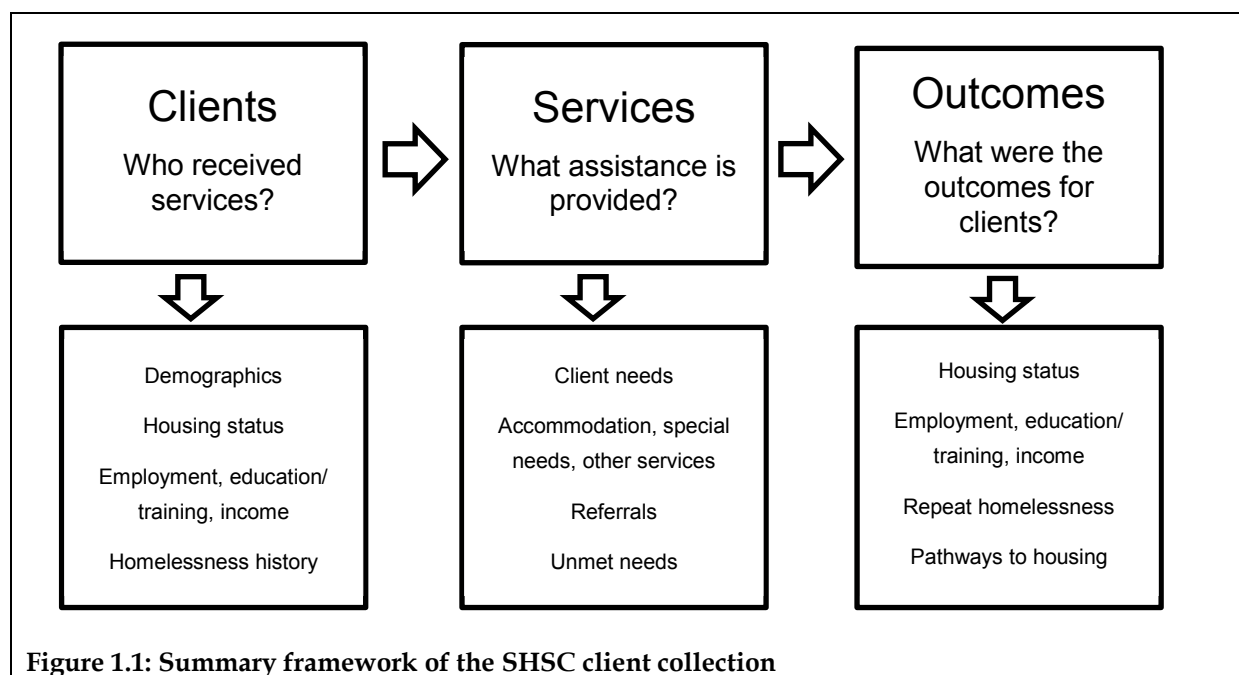 Clients
Who received
services?
Services
What assistance is
provided?
Outcomes
What were the
outcomes for
clients?
Demographics
Housing status
Employment, education/
training, income
Homelessness history
Client needs
Accommodation, special
needs, other services
Referrals
Unmet needs
Housing status
Employment, education/
training, income
Repeat homelessness
Pathways to housing
Figure 1.1: Summary framework of the SHSC client collection